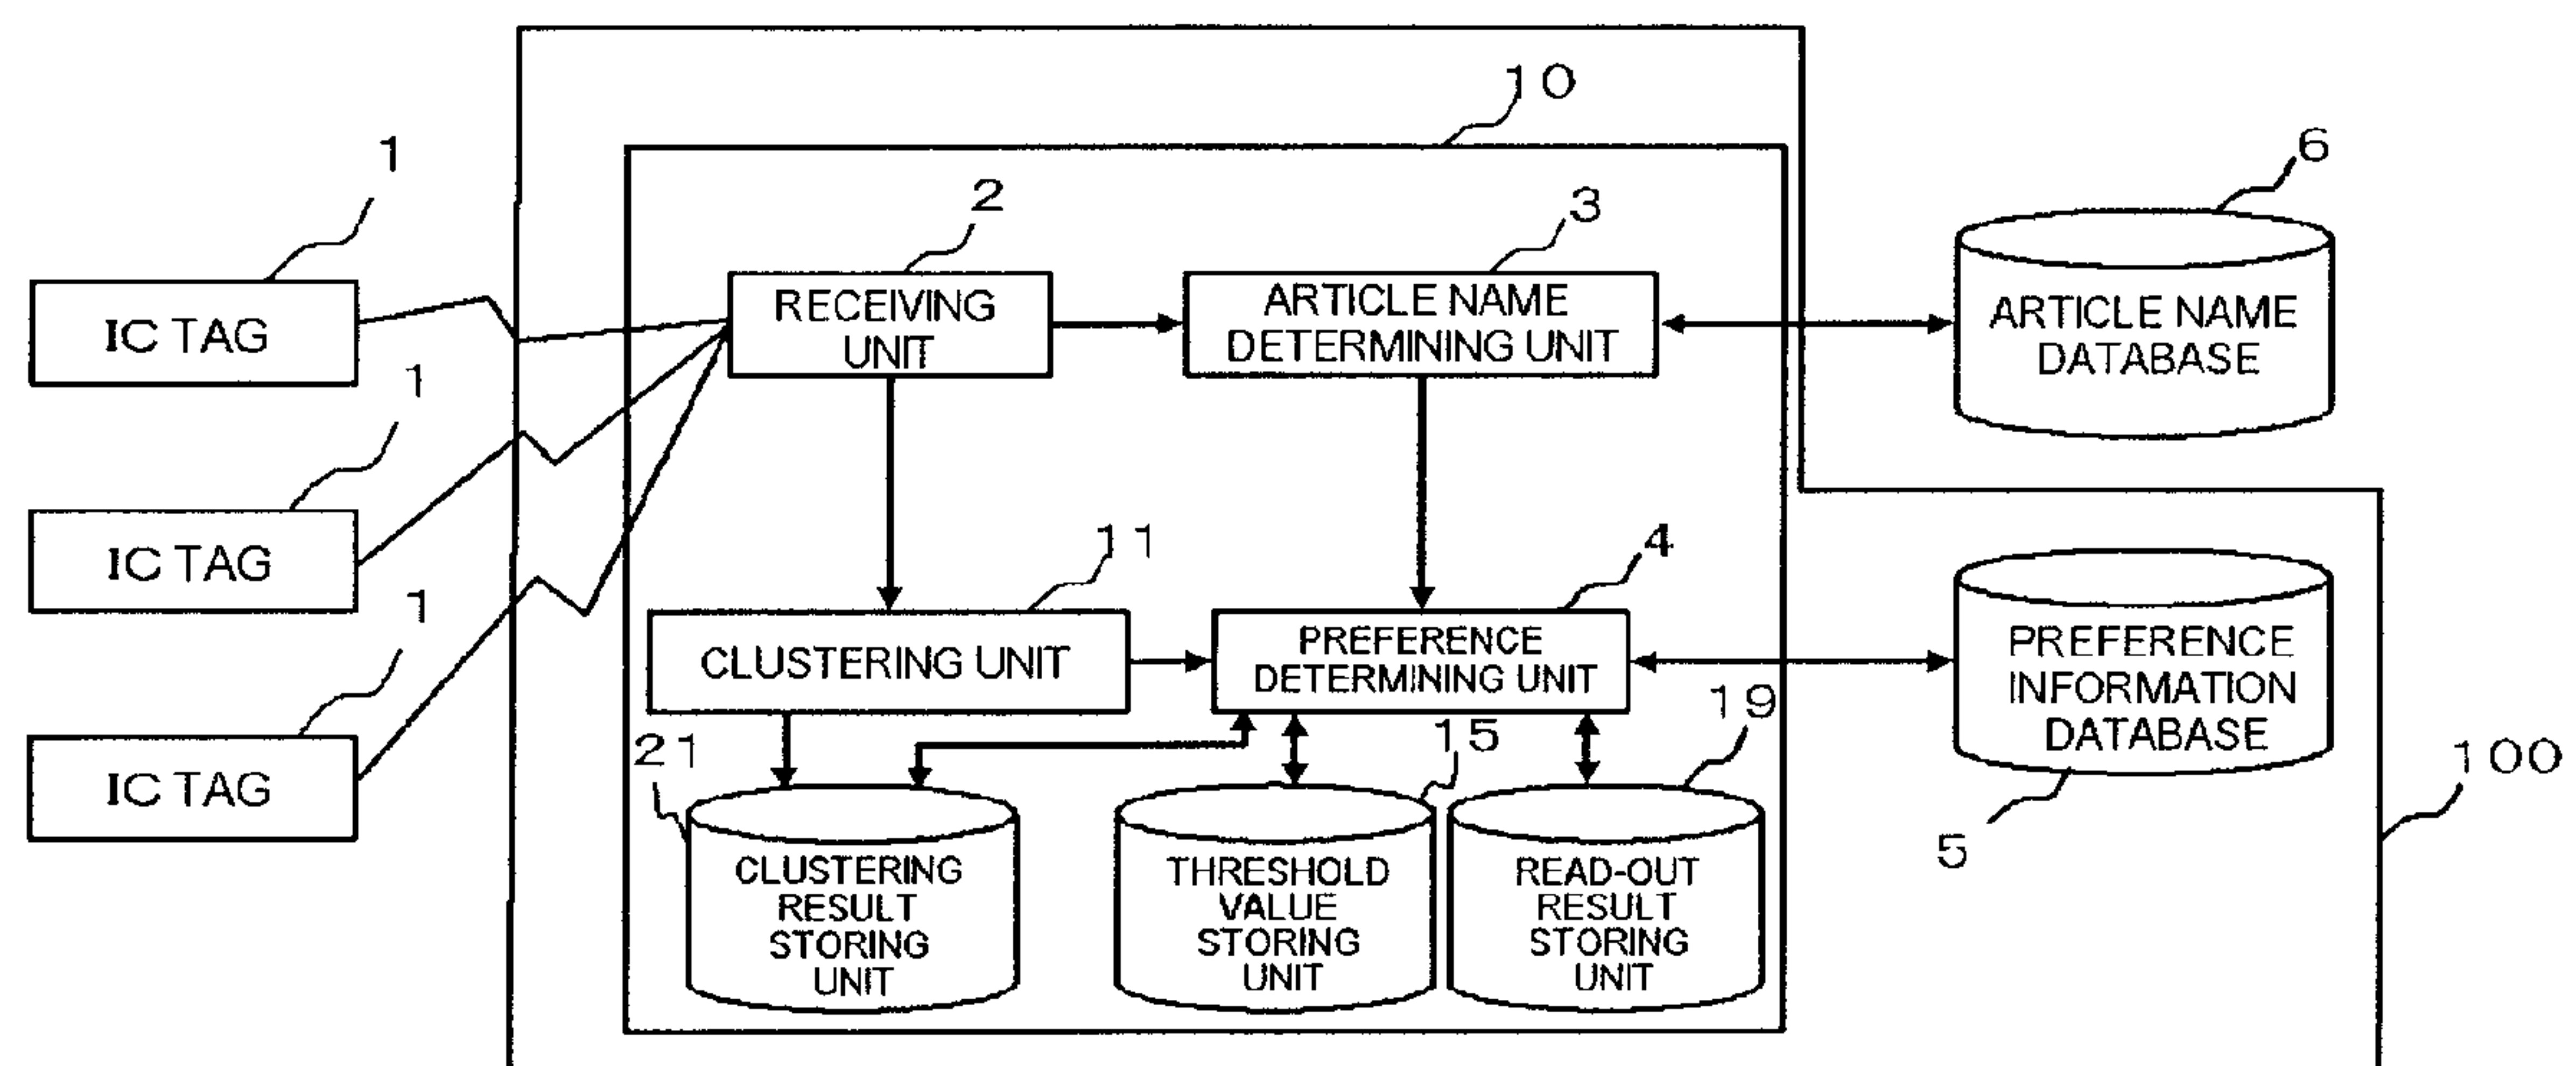 10
1
6
2
3
IC TAG
RECEIVING
UNIT
ARTICLE NAME
DETERMINING UNIT
ARTICLE NAME
DATABASE
1
IC TAG
11
4
CLUSTERING UNIT
PREFERENCE
DETERMINING UNIT
PREFERENCE
INFORMATION
DATABASE
1
IC TAG
21
15
19
100
5
CLUSTERING
RESULT
STORING
UNIT
THRESHOLD
VALUE
STORING
UNIT
READ-OUT
RESULT
STORING
UNIT